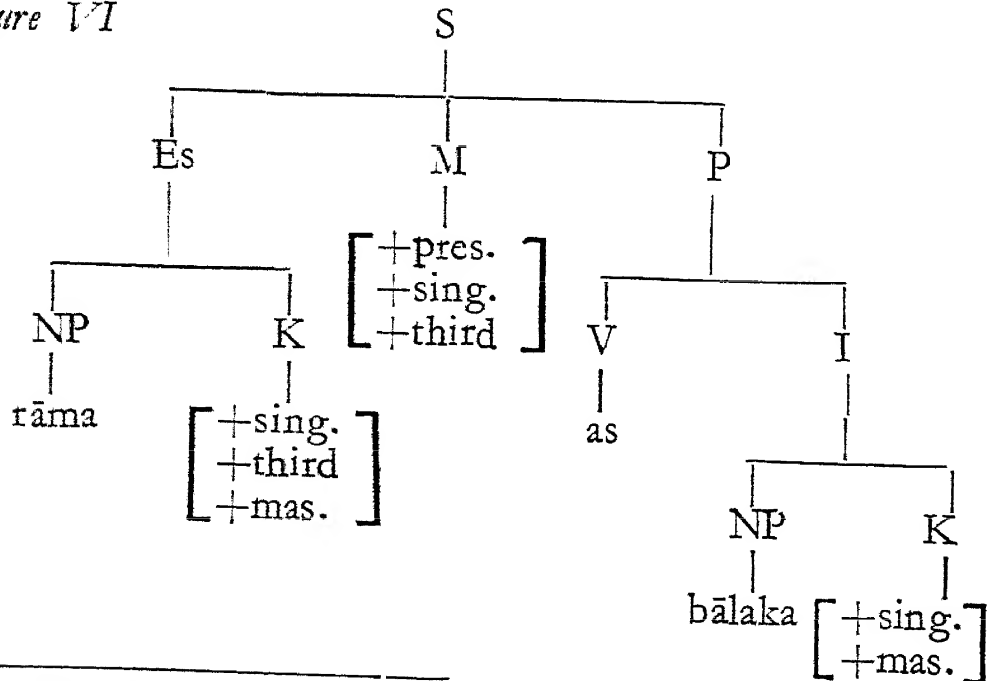 ure VI
S
Es M P
+pres.
+sing.
+third
NP K V I
rāma
+sing.
+third
+mas.
as
NP K
bālaka
+sing.
+mas.